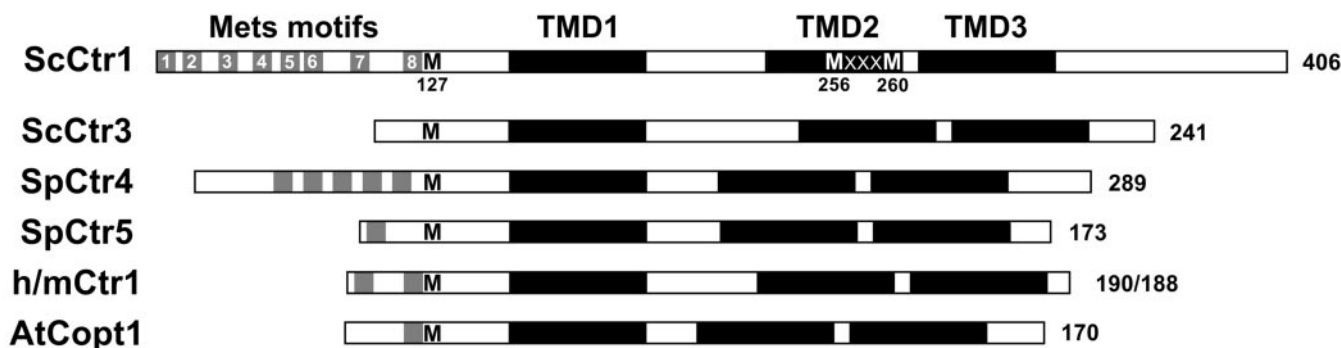 Mets motifs TMD1 TMD2 TMD3
ScCtr1 1 2 3 4 5 6 7 8 M MXXXM 406
127 256 260
ScCtr3 M 241
SpCtr4 M 289
SpCtr5 M 173
h/mCtr1 M 190/188
AtCopt1 M 170